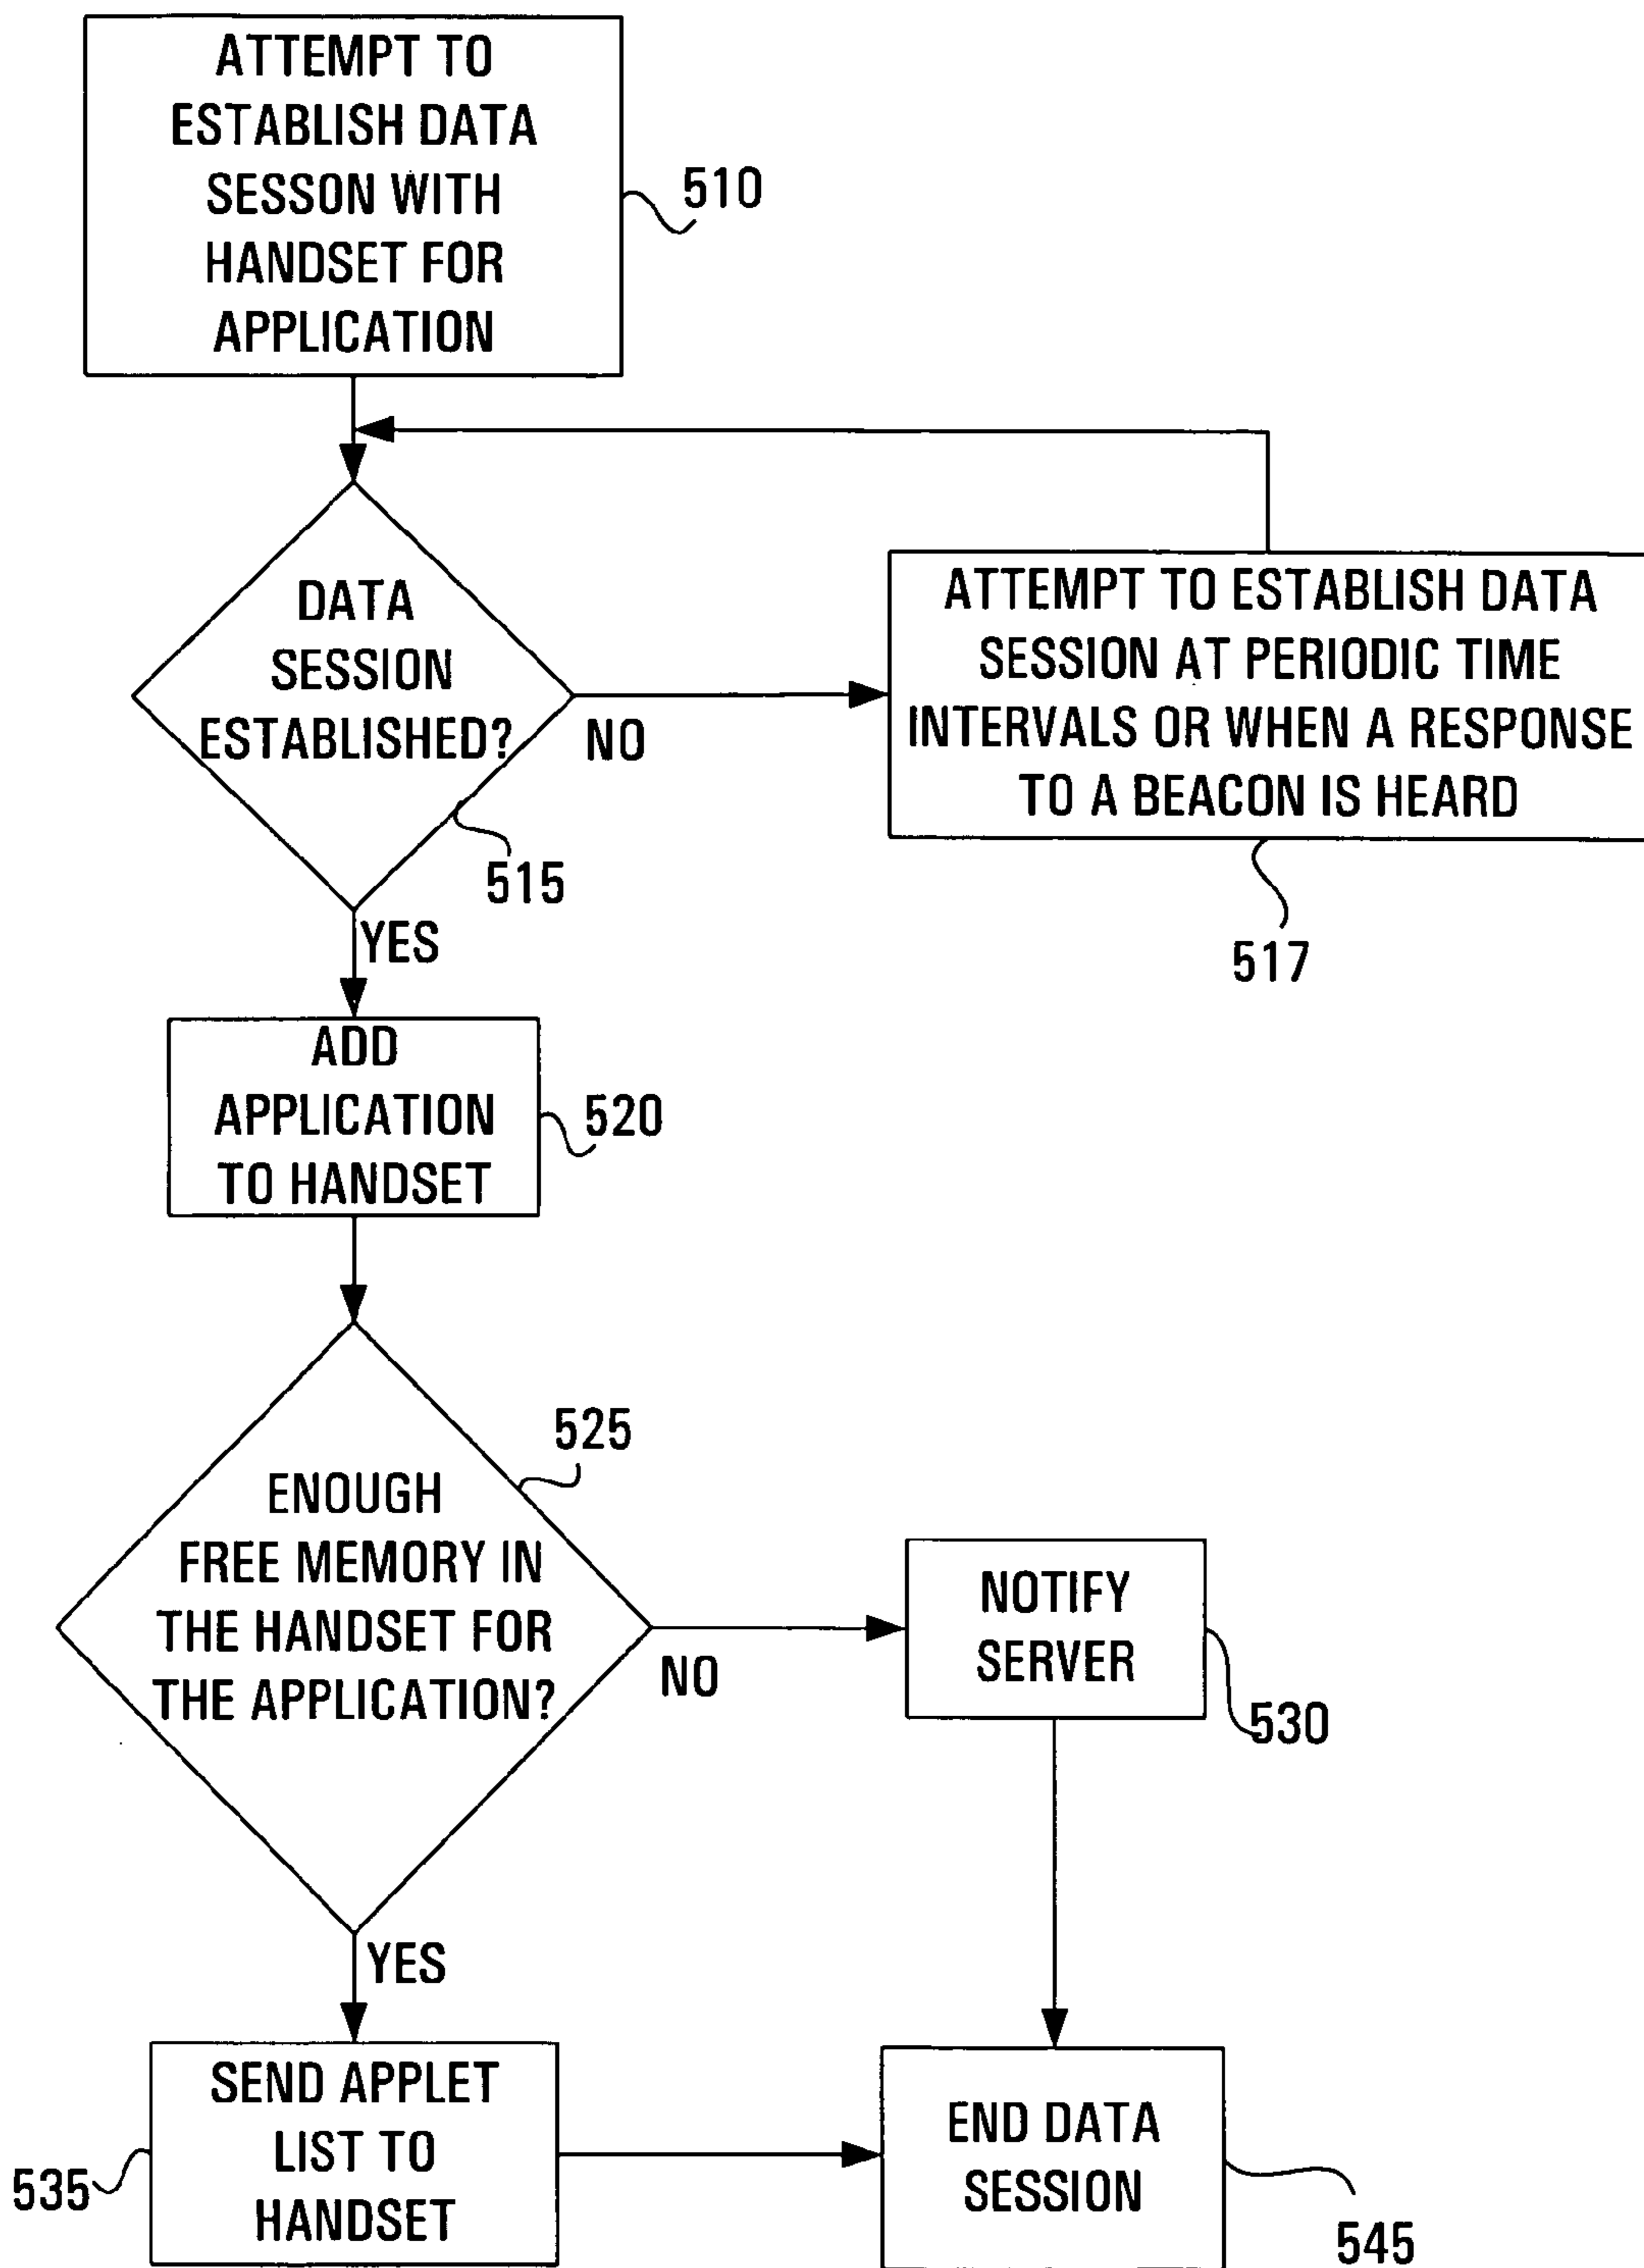 ATTEMPT TO
ESTABLISH DATA
SESSON WITH
HANDSET FOR
APPLICATION
510
DATA
SESSION
ESTABLISHED?
NO
515
YES
ATTEMPT TO ESTABLISH DATA
SESSION AT PERIODIC TIME
INTERVALS OR WHEN A RESPONSE
TO A BEACON IS HEARD
517
ADD
APPLICATION
TO HANDSET
520
525
ENOUGH
FREE MEMORY IN
THE HANDSET FOR
THE APPLICATION?
NO
YES
NOTIFY
SERVER
530
SEND APPLET
LIST TO
HANDSET
535
END DATA
SESSION
545